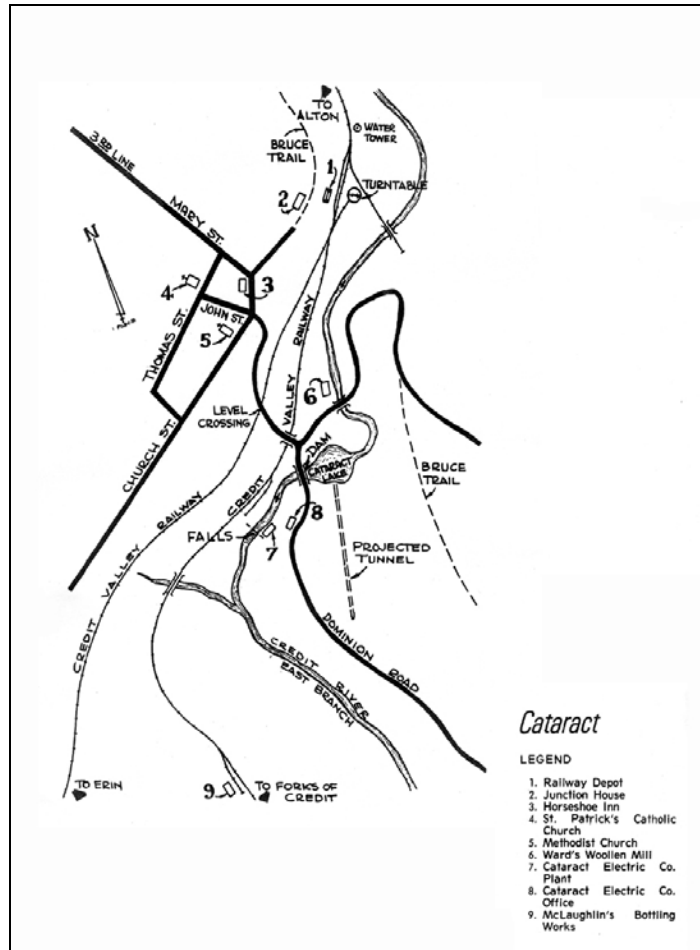 TO
ALTON
WATER
TOWER
BRUCE
TRAIL
3RD LINE
1
TURNTABLE
2
MARY ST.
N
4
3
JOHN ST.
5
THOMAS ST.
RAILWAY
VALLEY
6
LEVEL
CROSSING
CHURCH ST.
DAM
CATARACT
LAKE
BRUCE
TRAIL
CREDIT
8
FALLS
7
PROJECTED
TUNNEL
CREDIT VALLEY RAILWAY
DOMINION ROAD
CREDIT RIVER
EAST BRANCH
TO ERIN
9
TO FORKS OF
CREDIT
Cataract
LEGEND
1. Railway Depot
2. Junction House
3. Horseshoe Inn
4. St. Patrick's Catholic
Church
5. Methodist Church
6. Ward's Woollen Mill
7. Cataract Electric Co.
Plant
8. Cataract Electric Co.
Office
9. McLaughlin's Bottling
Works